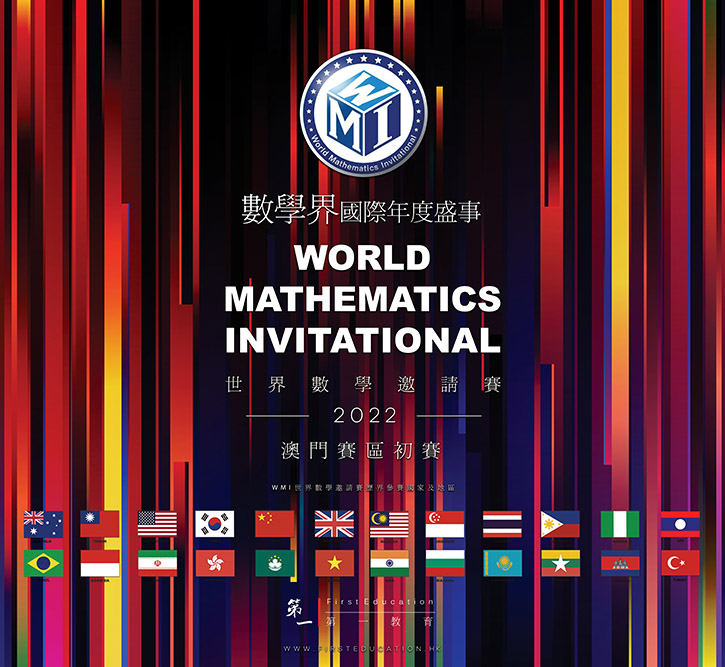 WMI
World Mathematics Invitational
數學界國際年度盛事
WORLD
MATHEMATICS
INVITATIONAL
世界數學邀請賽
2022
澳門賽區初賽
WMI世界數學邀請賽歷界參賽國家及地區
第一
FirstEducation
第一教育
WWW.FIRSTEDUCATION.HK